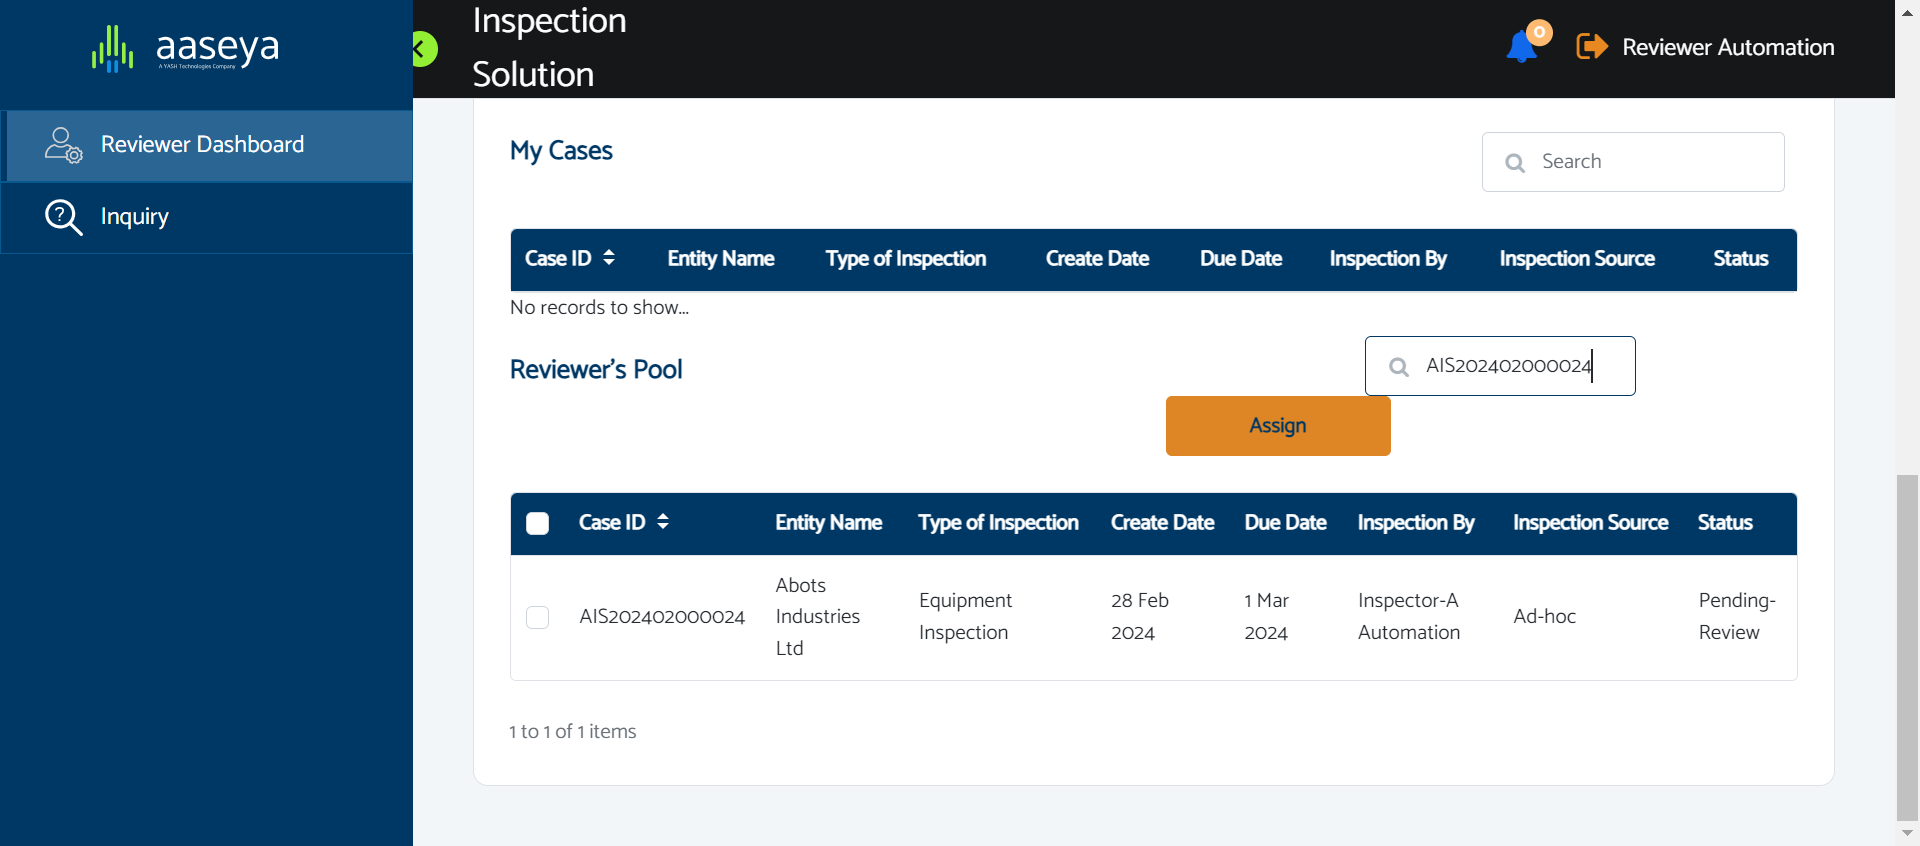 aaseya
A YASH Technologies Company
Inspection
Solution
0
Reviewer Automation
Reviewer Dashboard
Inquiry
My Cases
Search
Case ID Entity Name Type of Inspection Create Date Due Date Inspection By Inspection Source Status
No records to show...
Reviewer's Pool
AIS202402000024
Assign
Case ID Entity Name Type of Inspection Create Date Due Date Inspection By Inspection Source Status
AIS202402000024
Abots
Industries
Ltd
Equipment
Inspection
28 Feb
2024
1 Mar
2024
Inspector-A
Automation
Ad-hoc
Pending-
Review
1 to 1 of 1 items